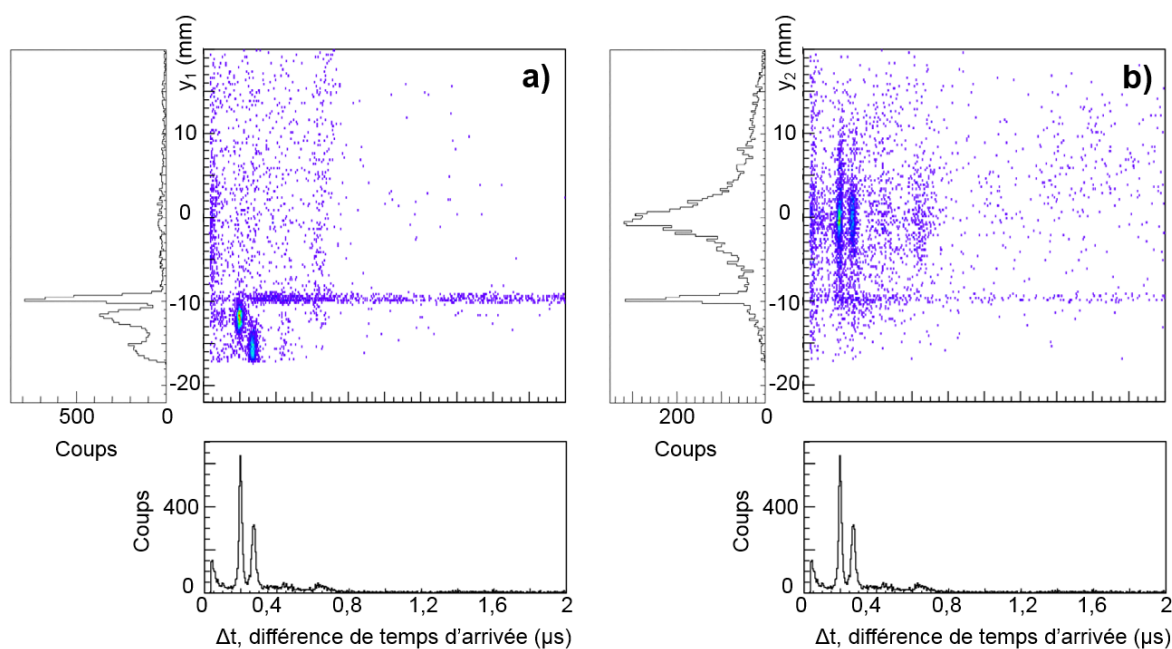 y₁ (mm)
a)
10
0
-10
-20
500 0
Coups
Coups
400
0
0 0,4 0,8 1,2 1,6 2
Δt, différence de temps d'arrivée (µs)
y₂ (mm)
b)
10
0
-10
-20
200 0
Coups
Coups
400
0
0 0,4 0,8 1,2 1,6 2
Δt, différence de temps d'arrivée (µs)